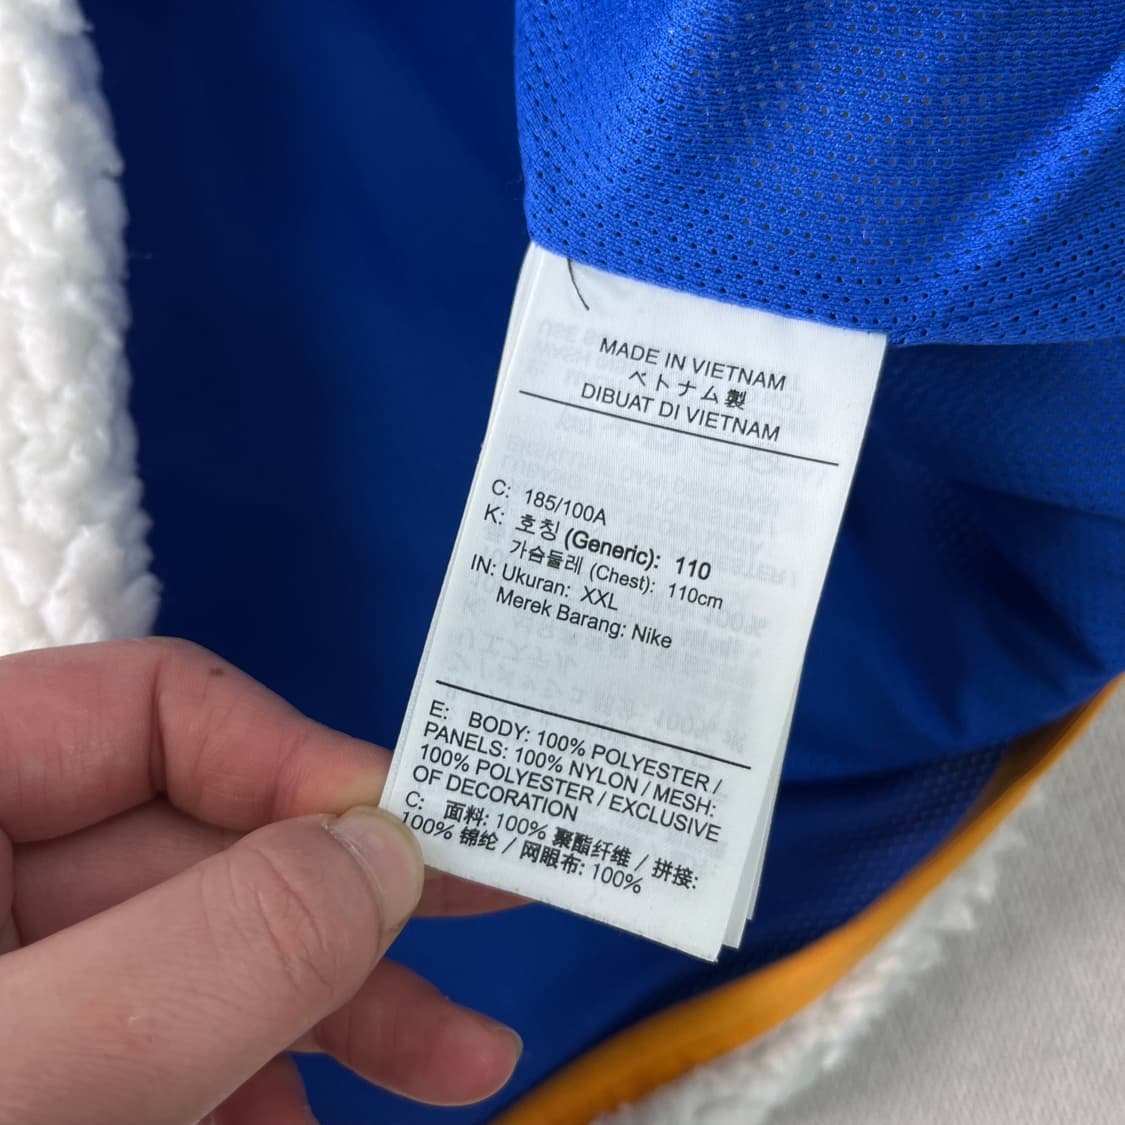 MADE IN VIETNAM
ベトナム製
DIBUAT DI VIETNAM
C: 185/100A
K: 호칭 (Generic): 110
가슴둘레 (Chest): 110cm
IN: Ukuran: XXL
Merek Barang: Nike
E: BODY: 100% POLYESTER /
PANELS: 100% NYLON / MESH:
100% POLYESTER / EXCLUSIVE
OF DECORATION
C: 面料: 100% 聚酯纤维 / 拼接:
100% 锦纶 / 网眼布: 100%